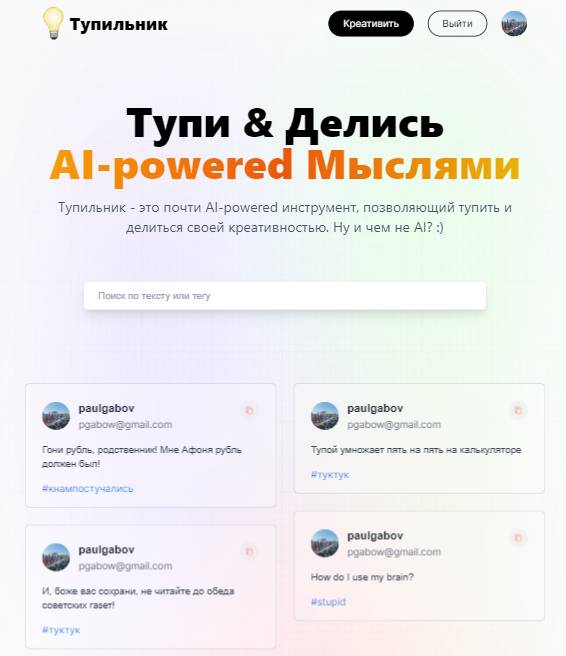 Тупильник
Креативить
Выйти
Тупи & Делись
AI-powered Мыслями
Тупильник - это почти AI-powered инструмент, позволяющий тупить и
делиться своей креативностью. Ну и чем не AI? :)
Поиск по тексту или тегу
paulgabov
pgabow@gmail.com
Гони рубль, родственник! Мне Афоня рубль
должен был!
#кнампостучались
paulgabov
pgabow@gmail.com
Тупой умножает пять на пять на калькуляторе
#туктук
paulgabov
pgabow@gmail.com
И, боже вас сохрани, не читайте до обеда
советских газет!
#туктук
paulgabov
pgabow@gmail.com
How do I use my brain?
#stupid